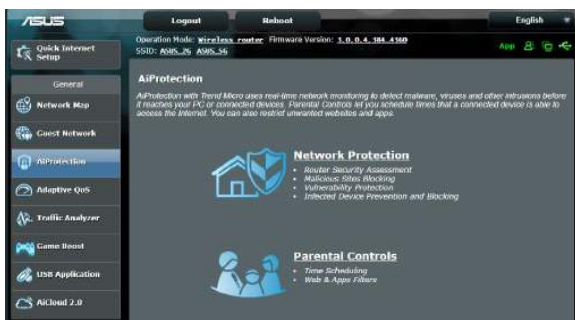 ASUS
Logout
Reboot
English
Quick Internet
Setup
Operation Mode: Wireless router Firmware Version: 3.0.0.4.384_4360
SSID: ASUS_2G ASUS_5G
App
General
Network Map
Guest Network
AiProtection
Adaptive QoS
Traffic Analyzer
Game Boost
USB Application
AiCloud 2.0
AiProtection
AiProtection with Trend Micro uses real-time network monitoring to detect malware, viruses and other intrusions before
it reaches your PC or connected devices. Parental Controls let you schedule times that a connected device is able to
access the Internet. You can also restrict unwanted websites and apps.
Network Protection
Router Security Assessment
Malicious Sites Blocking
Vulnerability Protection
Infected Device Prevention and Blocking
Parental Controls
Time Scheduling
Web & Apps Filters